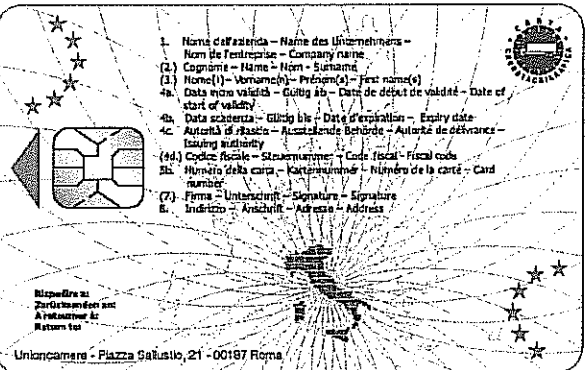 1. Nome dell'azienda – Name des Unternehmens –
Nom de l'entreprise – Company name
(2.) Cognome – Name – Nom – Surname
(3.) Nome(i) – Vorname(n) – Prénom(s) – First name(s)
4a. Data inizio validità – Gültig ab – Date de début de validité – Date of
start of validity
4b. Data scadenza – Gültig bis – Date d'expiration – Expiry date
4c. Autorità di rilascio – Ausstellende Behörde – Autorité de délivrance –
Issuing authority
(4d.) Codice fiscale – Steuernummer – Code fiscal - Fiscal code
5b. Numero della carta – Kartennummer – Numéro de la carte – Card
number
(7.) Firma – Unterschrift – Signature – Signature
8. Indirizzo – Anschrift – Adresse – Address
CARTA
CRONOTACHIGRAFICA
Rispedire a:
Zurücksenden an:
A retourner à:
Return to:
Unioncamere - Piazza Sallustio, 21 - 00187 Roma